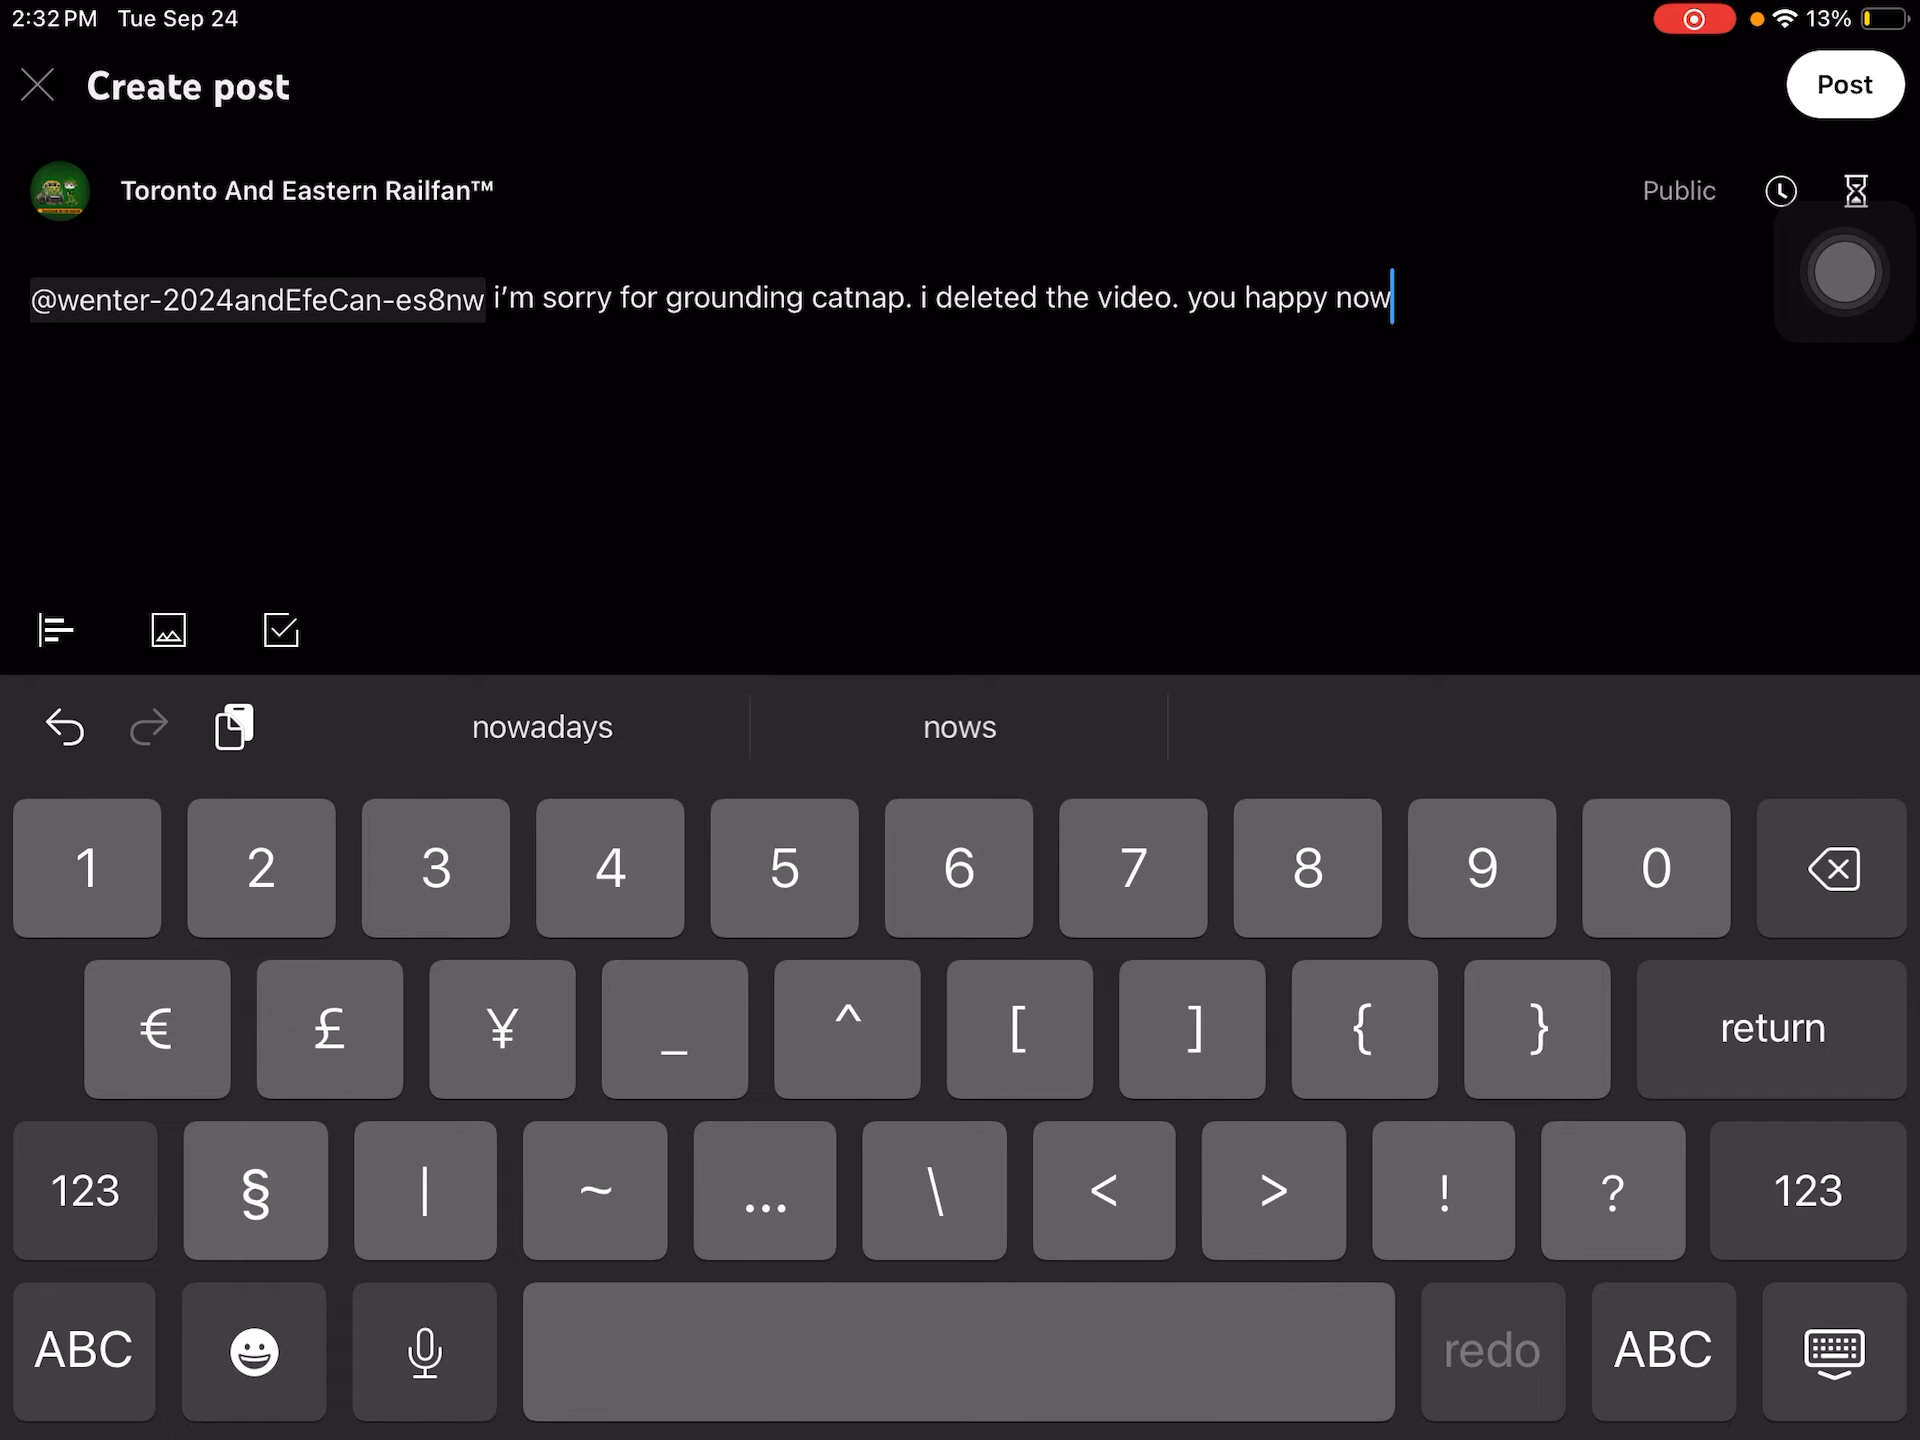 2:32 PM Tue Sep 24 13%
Create post Post
Toronto And Eastern Railfan™ Public
@wenter-2024andEfeCan-es8nw i’m sorry for grounding catnap. i deleted the video. you happy now
nowadays nows
1 2 3 4 5 6 7 8 9 0
€ £ ¥ _ ^ [ ] { } return
123 § | ~ … \ < > ! ? 123
ABC redo ABC